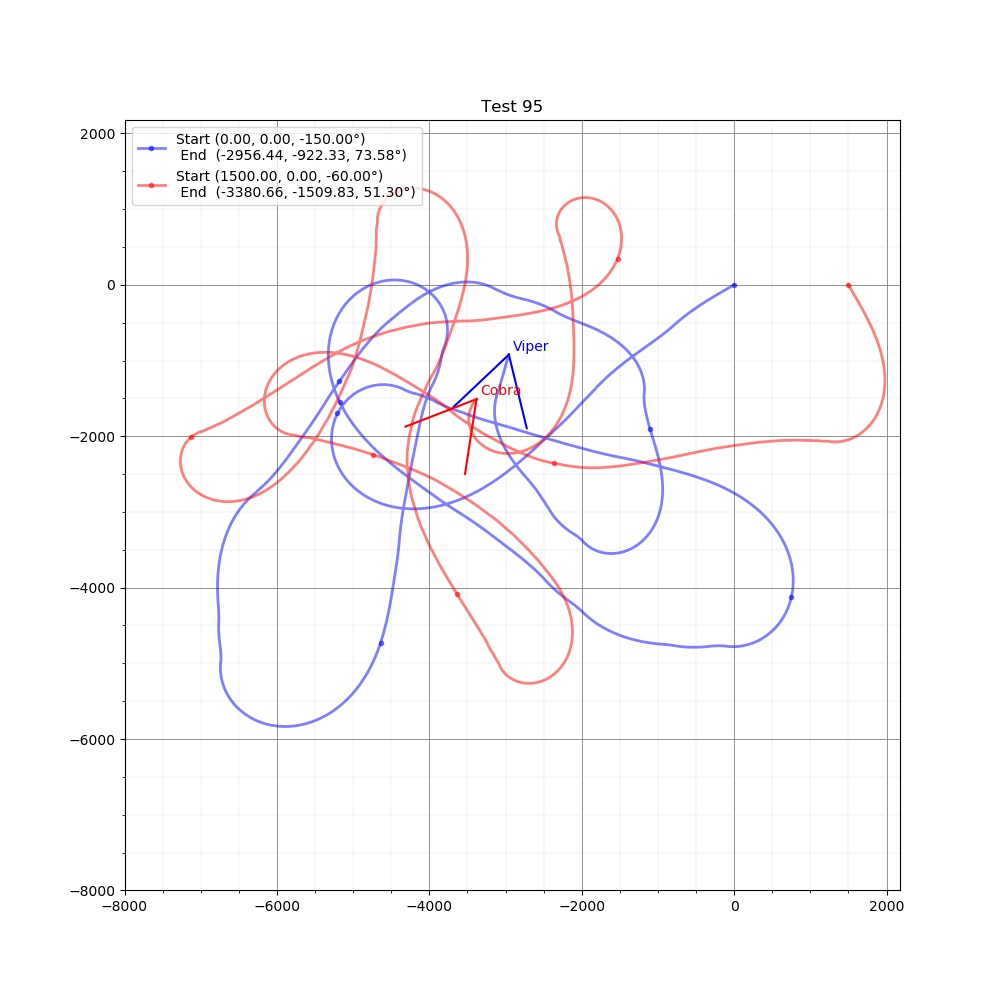 Test 95
Start (0.00, 0.00, -150.00°)
End (-2956.44, -922.33, 73.58°)
Start (1500.00, 0.00, -60.00°)
End (-3380.66, -1509.83, 51.30°)
2000
0
−2000
−4000
−6000
−8000
Viper
Cobra
−8000 −6000 −4000 −2000 0 2000